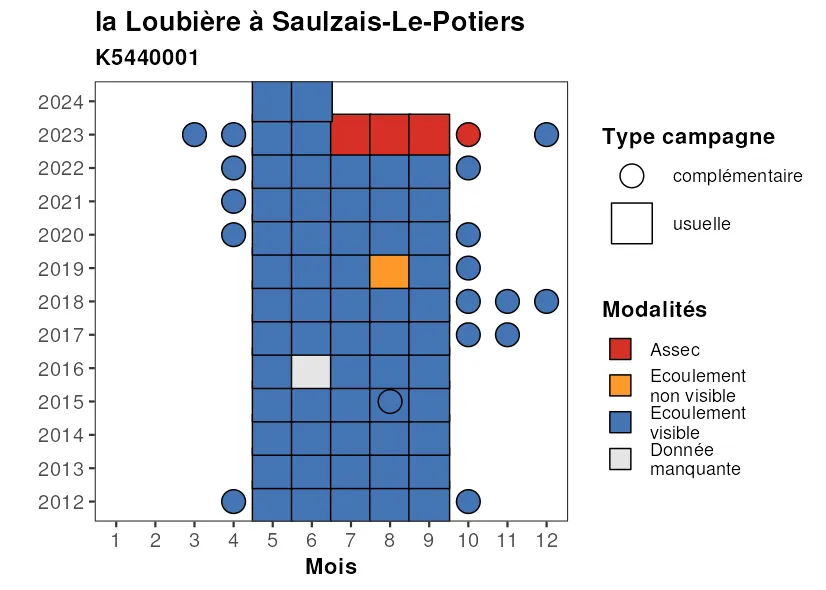 la Loubière à Saulzais-Le-Potiers
K5440001
2024
2023
2022
2021
2020
2019
2018
2017
2016
2015
2014
2013
2012
1 2 3 4 5 6 7 8 9 10 11 12
Mois
Type campagne
complémentaire
usuelle
Modalités
Assec
Ecoulement
non visible
Ecoulement
visible
Donnée
manquante